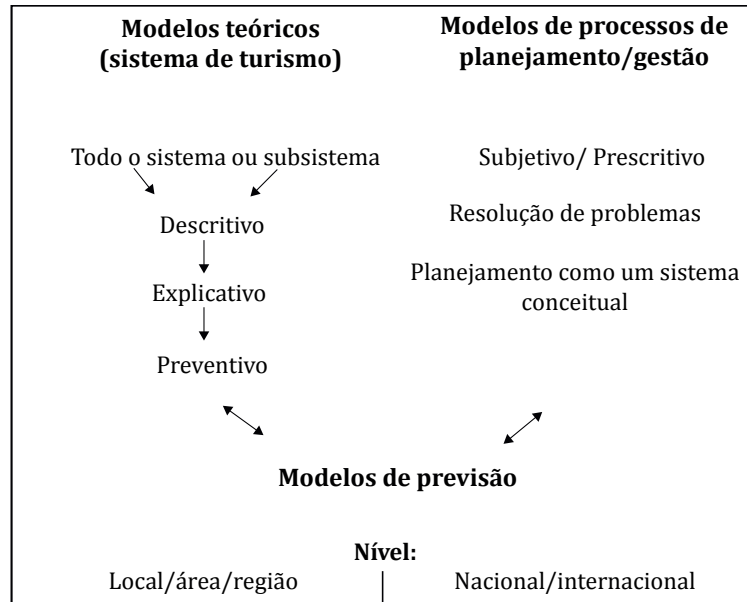 Modelos teóricos
(sistema de turismo)
Modelos de processos de
planejamento/gestão
Todo o sistema ou subsistema
Descritivo
Explicativo
Preventivo
Subjetivo/ Prescritivo
Resolução de problemas
Planejamento como um sistema
conceitual
Modelos de previsão
Nível:
Local/área/região
Nacional/internacional